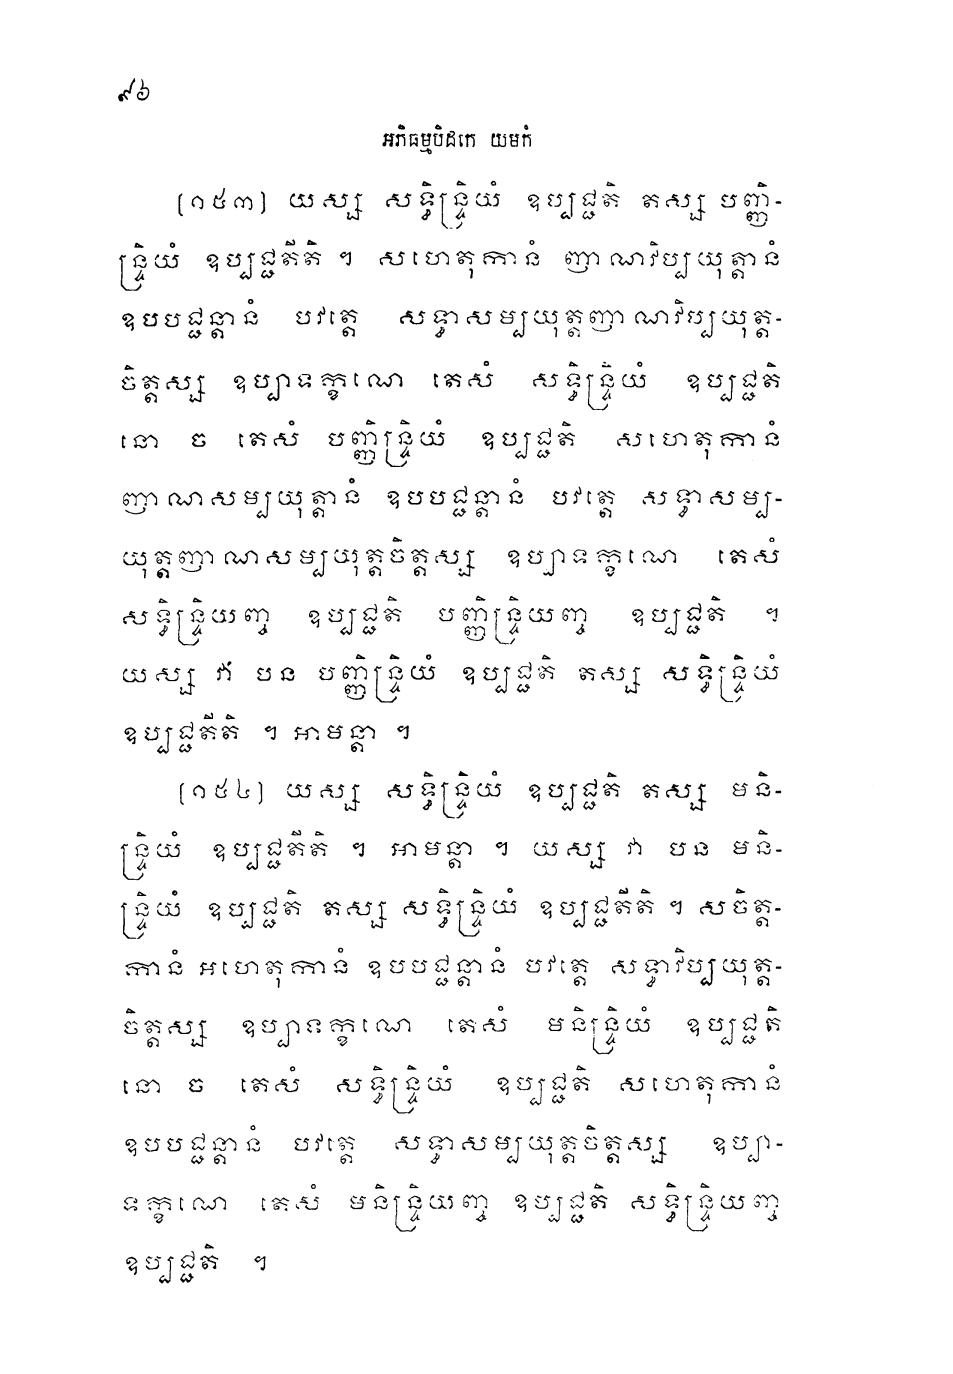 ៩៦
អភិធម្មបិដកេ យមកំ
[១៥៣] យស្ស សទ្ធិន្ទ្រិយំ ឧប្បជ្ជតិ តស្ស បញ្ញិ-
ន្ទ្រិយំ ឧប្បជ្ជតីតិ ។ សហេតុកានំ ញាណវិប្បយុត្តានំ
ឧបបជ្ជន្តានំ បវត្តេ សទ្ធាសម្បយុត្តញាណវិប្បយុត្ត-
ចិត្តស្ស ឧប្បាទក្ខណេ តេសំ សទ្ធិន្ទ្រិយំ ឧប្បជ្ជតិ
នោ ច តេសំ បញ្ញិន្ទ្រិយំ ឧប្បជ្ជតិ សហេតុកានំ
ញាណសម្បយុត្តានំ ឧបបជ្ជន្តានំ បវត្តេ សទ្ធាសម្ប-
យុត្តញាណសម្បយុត្តចិត្តស្ស ឧប្បាទក្ខណេ តេសំ
សទ្ធិន្ទ្រិយញ្ច ឧប្បជ្ជតិ បញ្ញិន្ទ្រិយញ្ច ឧប្បជ្ជតិ ។
យស្ស វា បន បញ្ញិន្ទ្រិយំ ឧប្បជ្ជតិ តស្ស សទ្ធិន្ទ្រិយំ
ឧប្បជ្ជតីតិ ។ អាមន្តា ។
[១៥៤] យស្ស សទ្ធិន្ទ្រិយំ ឧប្បជ្ជតិ តស្ស មនិ-
ន្ទ្រិយំ ឧប្បជ្ជតីតិ ។ អាមន្តា ។ យស្ស វា បន មនិ-
ន្ទ្រិយំ ឧប្បជ្ជតិ តស្ស សទ្ធិន្ទ្រិយំ ឧប្បជ្ជតីតិ ។ សចិត្ត-
កានំ អហេតុកានំ ឧបបជ្ជន្តានំ បវត្តេ សទ្ធាវិប្បយុត្ត-
ចិត្តស្ស ឧប្បាទក្ខណេ តេសំ មនិន្ទ្រិយំ ឧប្បជ្ជតិ
នោ ច តេសំ សទ្ធិន្ទ្រិយំ ឧប្បជ្ជតិ សហេតុកានំ
ឧបបជ្ជន្តានំ បវត្តេ សទ្ធាសម្បយុត្តចិត្តស្ស ឧប្បា-
ទក្ខណេ តេសំ មនិន្ទ្រិយញ្ច ឧប្បជ្ជតិ សទ្ធិន្ទ្រិយញ្ច
ឧប្បជ្ជតិ ។